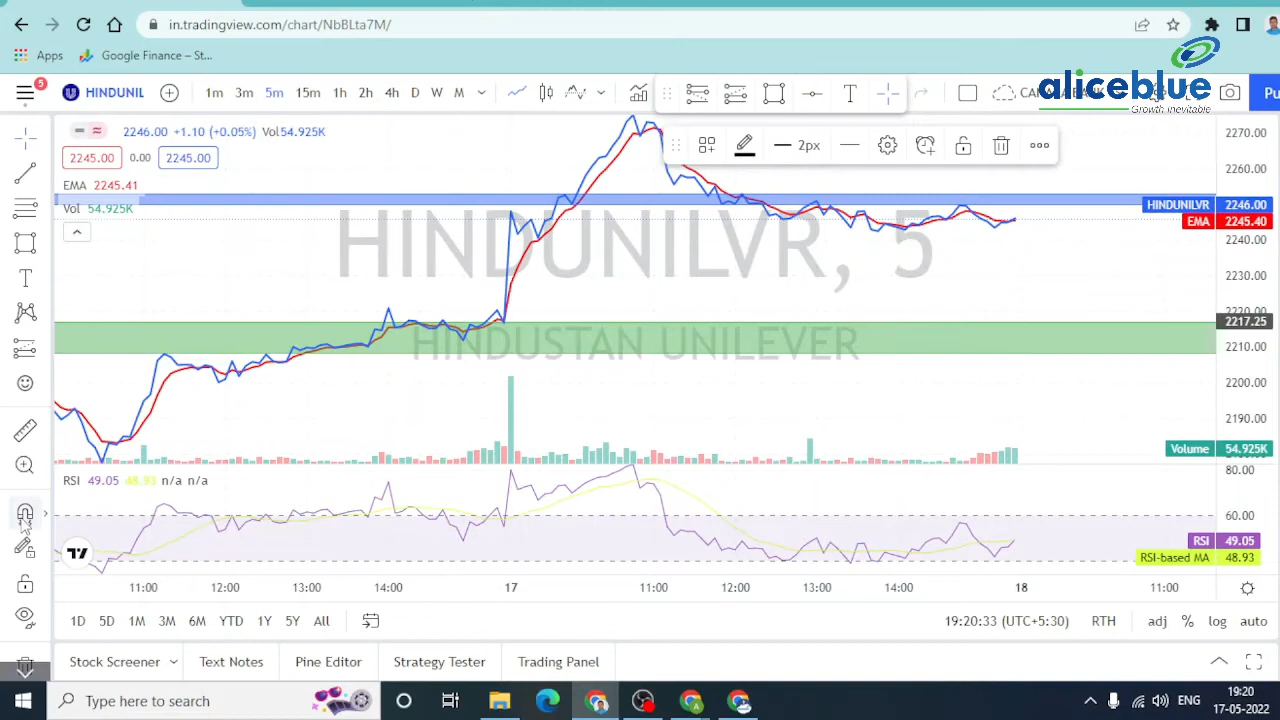 in.tradingview.com/chart/NbBLta7M/
Apps Google Finance – St...
5
HINDUNIL 1m 3m 5m 15m 1h 2h 4h D W M
T
aliceblue
Growth Inevitable
Pu
2246.00 +1.10 (+0.05%) Vol54.925K
2px
2245.00 0.00 2245.00
EMA 2245.41
Vol 54.925K
HINDUNILVR, 5
HINDUSTAN UNILEVER
2270.00
2260.00
HINDUNILVR 2246.00
EMA 2245.40
2240.00
2230.00
2217.25
2210.00
2200.00
2190.00
Volume 54.925K
RSI 49.05 48.93 n/a n/a
80.00
60.00
RSI 49.05
RSI-based MA 48.93
11:00 12:00 13:00 14:00 17 11:00 12:00 13:00 14:00 18 11:00
1D 5D 1M 3M 6M YTD 1Y 5Y All
19:20:33 (UTC+5:30) RTH adj % log auto
Stock Screener Text Notes Pine Editor Strategy Tester Trading Panel
Type here to search
ENG
19:20
17-05-2022